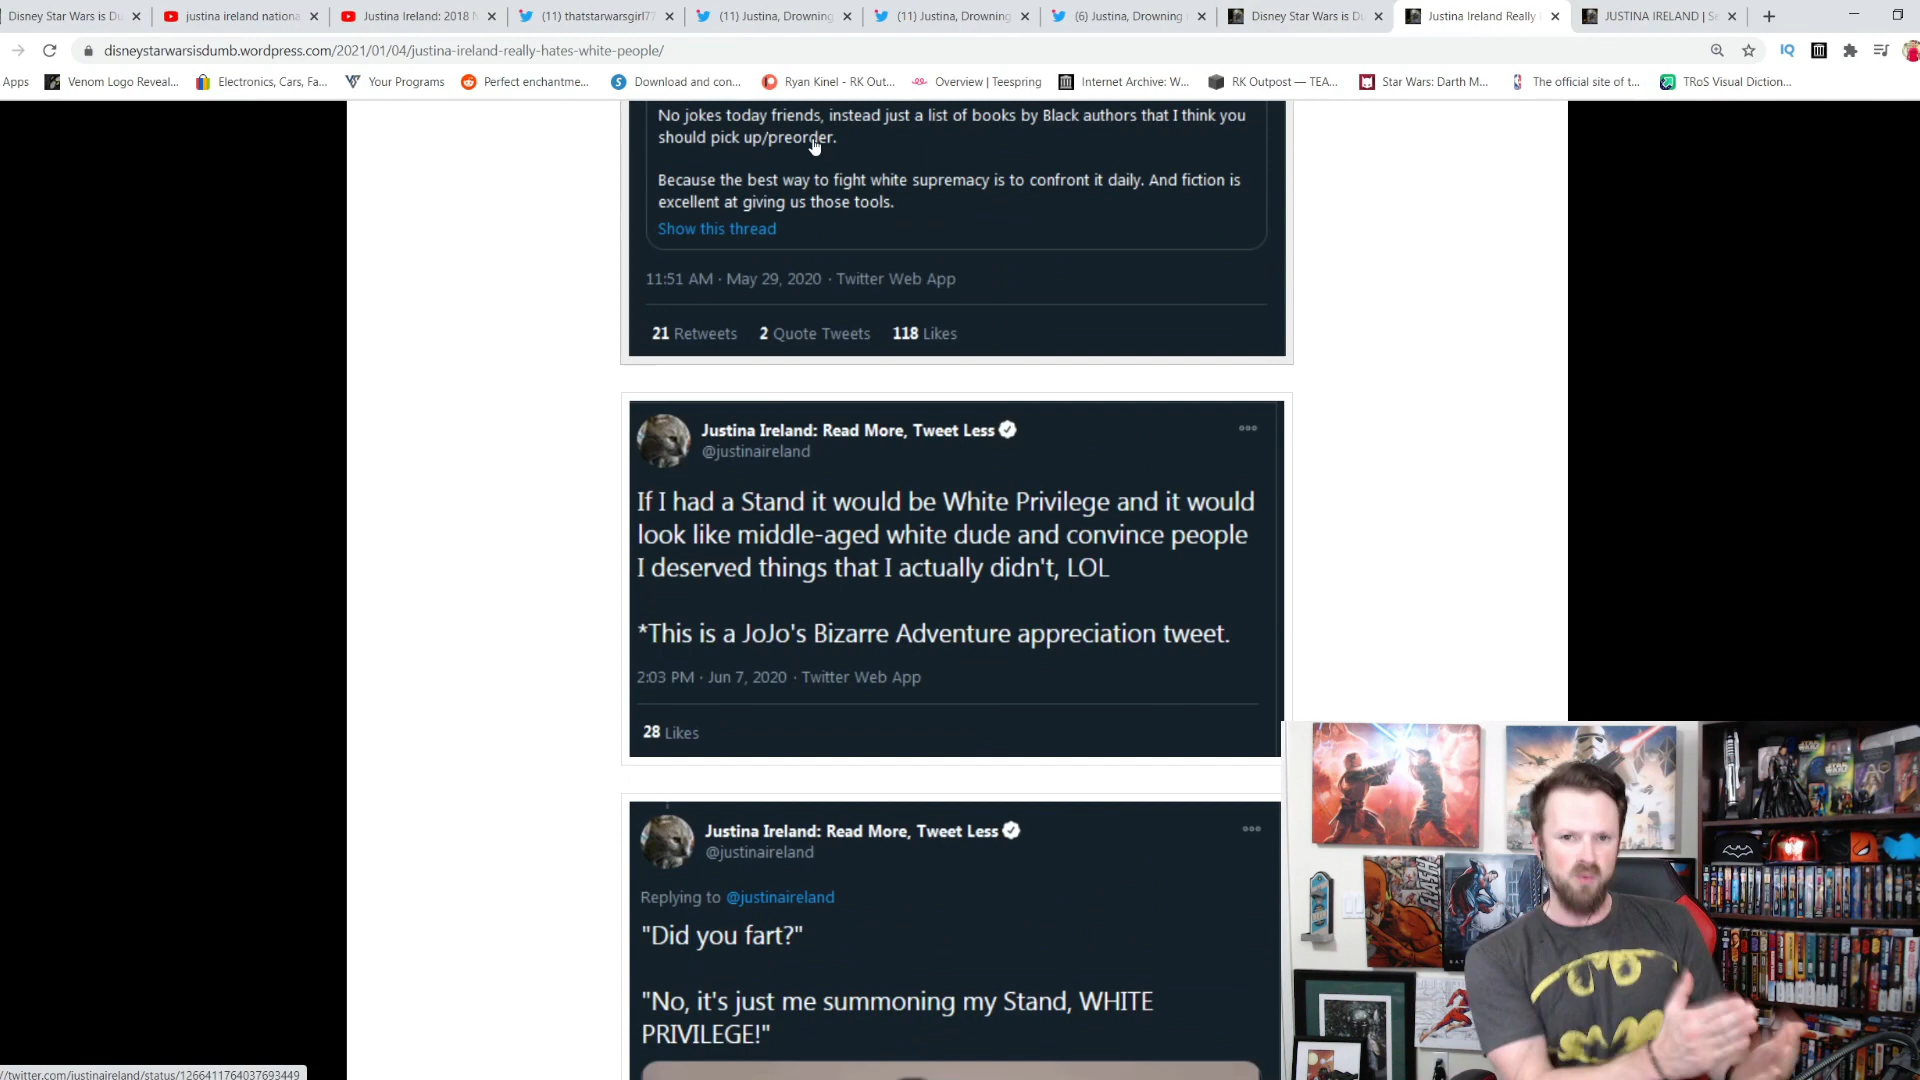 Disney Star Wars is Du
justina ireland nationa
Justina Ireland: 2018 N
(11) thatstarwarsgirl77
(11) Justina, Drowning
(11) Justina, Drowning
(6) Justina, Drowning
Disney Star Wars is Du
Justina Ireland Really
JUSTINA IRELAND | Se
disneystarwarsisdumb.wordpress.com/2021/01/04/justina-ireland-really-hates-white-people/
Apps
Venom Logo Reveal...
Electronics, Cars, Fa...
Your Programs
Perfect enchantme...
Download and con...
Ryan Kinel - RK Out...
Overview | Teespring
Internet Archive: W...
RK Outpost — TEA...
Star Wars: Darth M...
The official site of t...
TRoS Visual Diction...
No jokes today friends, instead just a list of books by Black authors that I think you
should pick up/preorder.
Because the best way to fight white supremacy is to confront it daily. And fiction is
excellent at giving us those tools.
Show this thread
11:51 AM · May 29, 2020 · Twitter Web App
21 Retweets 2 Quote Tweets 118 Likes
Justina Ireland: Read More, Tweet Less
@justinaireland
If I had a Stand it would be White Privilege and it would
look like middle-aged white dude and convince people
I deserved things that I actually didn't, LOL
*This is a JoJo's Bizarre Adventure appreciation tweet.
2:03 PM · Jun 7, 2020 · Twitter Web App
28 Likes
Justina Ireland: Read More, Tweet Less
@justinaireland
Replying to @justinaireland
"Did you fart?"
"No, it's just me summoning my Stand, WHITE
PRIVILEGE!"
//twitter.com/justinaireland/status/1266411764037693449
FLASH